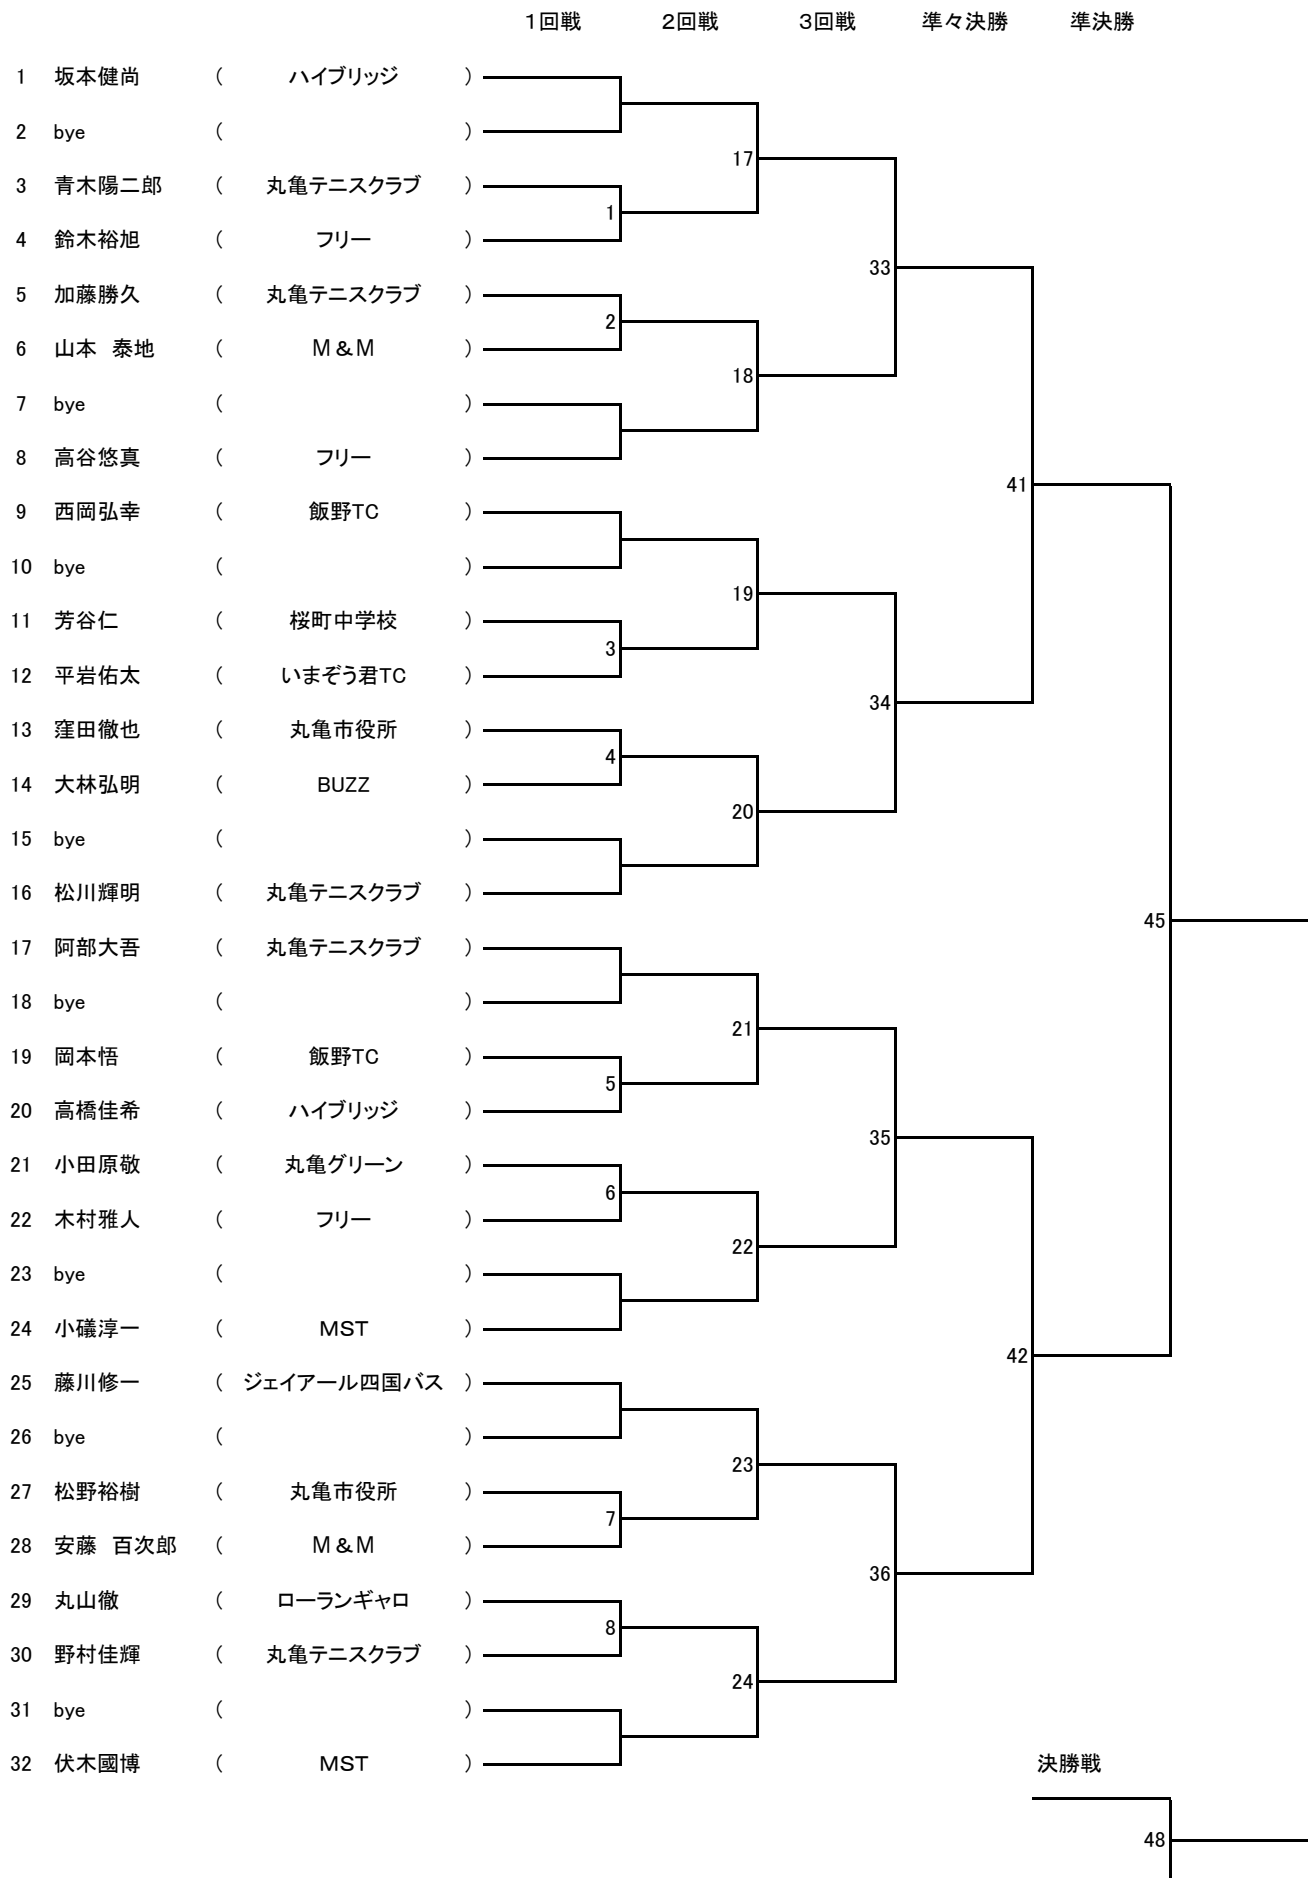 1回戦 2回戦 3回戦 準々決勝 準決勝
1 坂本健尚 ( ハイブリッジ )
2 bye ( )
17
3 青木陽二郎 ( 丸亀テニスクラブ )
1
4 鈴木裕旭 ( フリー )
33
5 加藤勝久 ( 丸亀テニスクラブ )
2
6 山本 泰地 ( M&M )
18
7 bye ( )
8 高谷悠真 ( フリー )
41
9 西岡弘幸 ( 飯野TC )
10 bye ( )
19
11 芳谷仁 ( 桜町中学校 )
3
12 平岩佑太 ( いまぞう君TC )
34
13 窪田徹也 ( 丸亀市役所 )
4
14 大林弘明 ( BUZZ )
20
15 bye ( )
16 松川輝明 ( 丸亀テニスクラブ )
45
17 阿部大吾 ( 丸亀テニスクラブ )
18 bye ( )
21
19 岡本悟 ( 飯野TC )
5
20 高橋佳希 ( ハイブリッジ )
35
21 小田原敬 ( 丸亀グリーン )
6
22 木村雅人 ( フリー )
22
23 bye ( )
24 小礒淳一 ( MST )
42
25 藤川修一 ( ジェイアール四国バス )
26 bye ( )
23
27 松野裕樹 ( 丸亀市役所 )
7
28 安藤 百次郎 ( M&M )
36
29 丸山徹 ( ローランギャロ )
8
30 野村佳輝 ( 丸亀テニスクラブ )
24
31 bye ( )
32 伏木國博 ( MST )
決勝戦
48